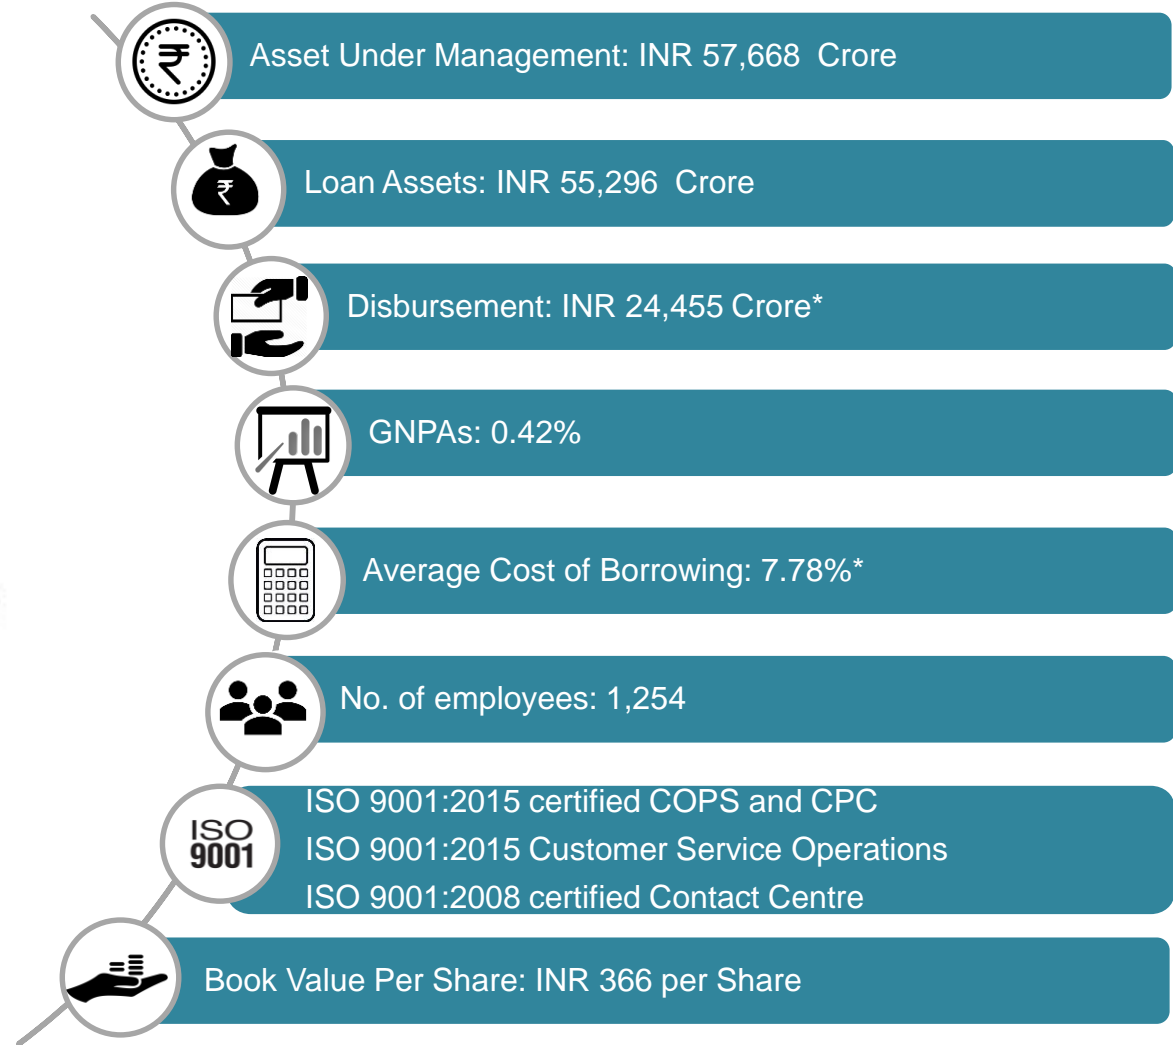 ₹
Asset Under Management: INR 57,668 Crore
₹
Loan Assets: INR 55,296 Crore
Disbursement: INR 24,455 Crore*
GNPAs: 0.42%
Average Cost of Borrowing: 7.78%*
No. of employees: 1,254
ISO
9001
ISO 9001:2015 certified COPS and CPC
ISO 9001:2015 Customer Service Operations
ISO 9001:2008 certified Contact Centre
Book Value Per Share: INR 366 per Share